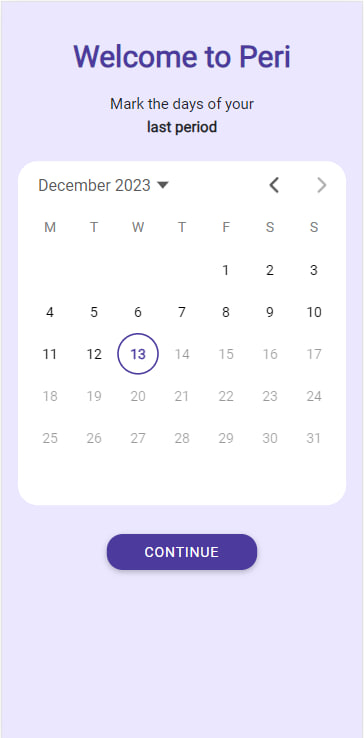 Welcome to Peri
Mark the days of your
last period
December 2023
M T W T F S S
1 2 3
4 5 6 7 8 9 10
11 12 13 14 15 16 17
18 19 20 21 22 23 24
25 26 27 28 29 30 31
CONTINUE